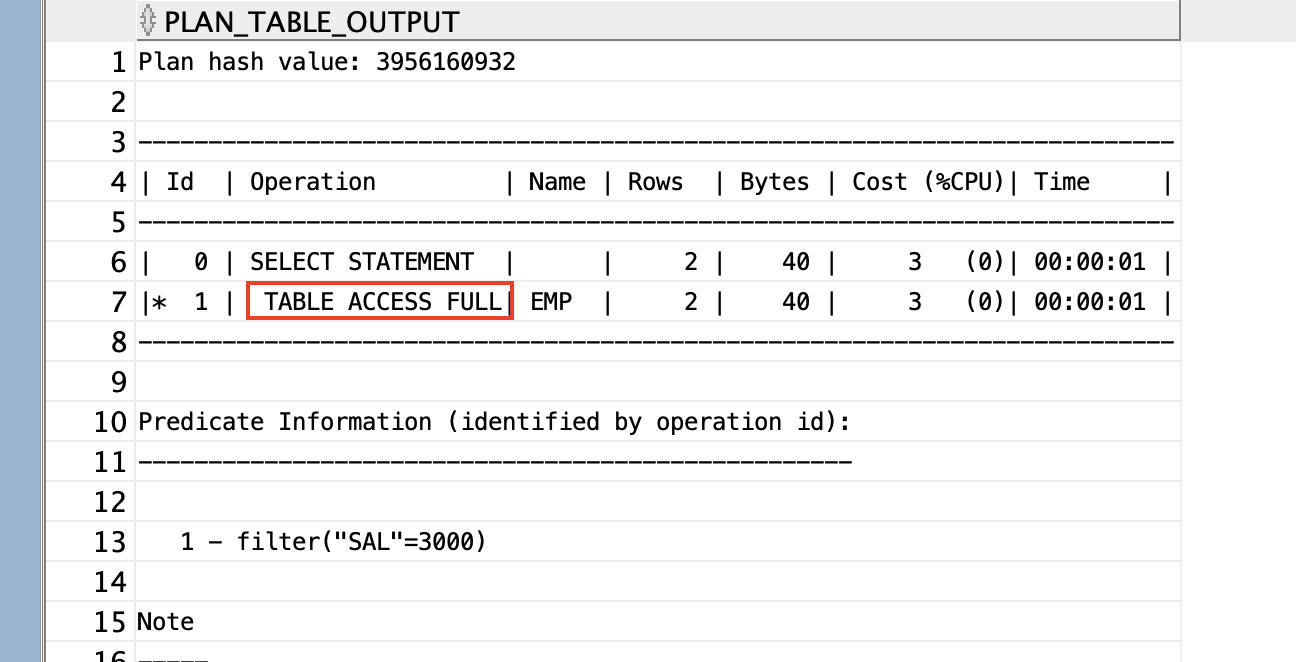 PLAN_TABLE_OUTPUT
1 Plan hash value: 3956160932
2
3 --------------------------------------------------------------------------
4 | Id  | Operation         | Name | Rows  | Bytes | Cost (%CPU)| Time     |
5 --------------------------------------------------------------------------
6 |   0 | SELECT STATEMENT  |      |     2 |    40 |     3   (0)| 00:00:01 |
7 |*  1 |  TABLE ACCESS FULL| EMP  |     2 |    40 |     3   (0)| 00:00:01 |
8 --------------------------------------------------------------------------
9
10 Predicate Information (identified by operation id):
11 ---------------------------------------------------
12
13    1 - filter("SAL"=3000)
14
15 Note
16 -----